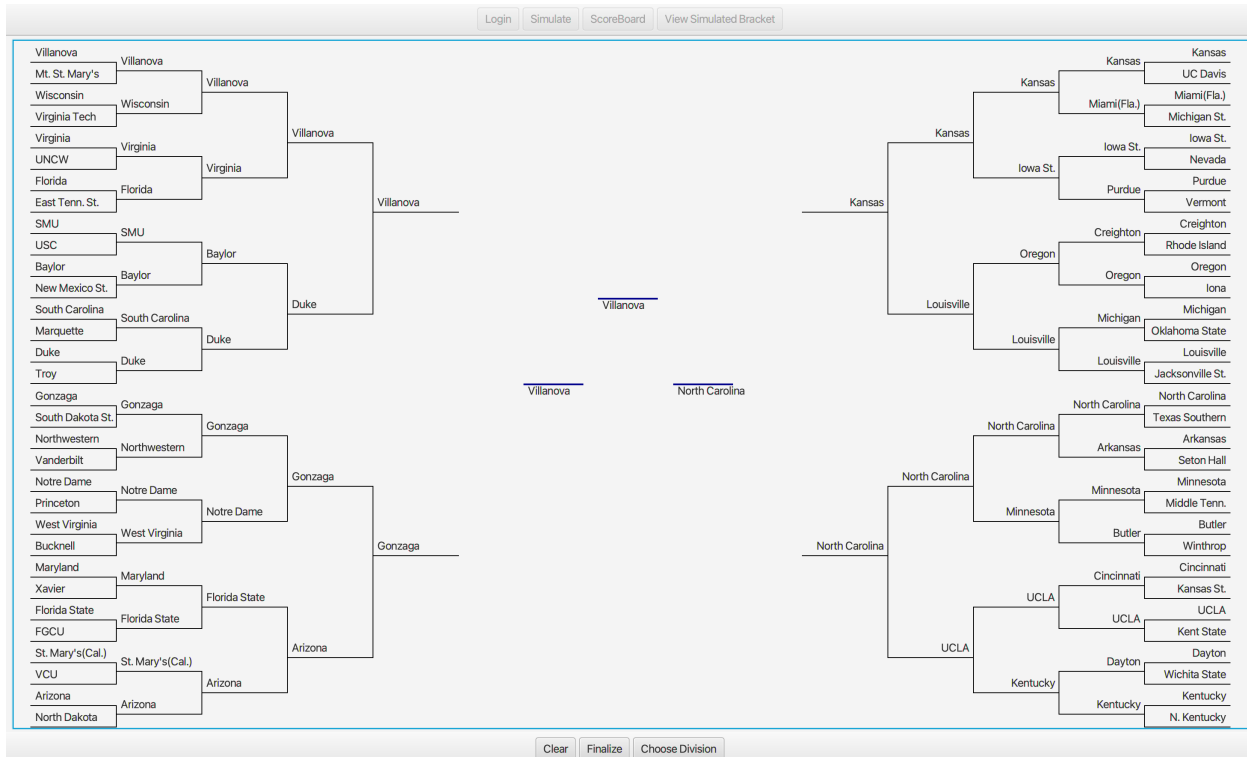 Login Simulate ScoreBoard View Simulated Bracket
Villanova
Mt. St. Mary's
Wisconsin
Virginia Tech
Virginia
UNCW
Florida
East Tenn. St.
SMU
USC
Baylor
New Mexico St.
South Carolina
Marquette
Duke
Troy
Gonzaga
South Dakota St.
Northwestern
Vanderbilt
Notre Dame
Princeton
West Virginia
Bucknell
Maryland
Xavier
Florida State
FGCU
St. Mary's(Cal.)
VCU
Arizona
North Dakota
Villanova
Wisconsin
Virginia
Florida
SMU
Baylor
South Carolina
Duke
Gonzaga
Northwestern
Notre Dame
West Virginia
Maryland
Florida State
St. Mary's(Cal.)
Arizona
Villanova
Virginia
Baylor
Duke
Gonzaga
Notre Dame
Florida State
Arizona
Villanova
Duke
Gonzaga
Arizona
Villanova
Gonzaga
Villanova
Villanova
North Carolina
Kansas
North Carolina
Kansas
Louisville
North Carolina
UCLA
Kansas
Iowa St.
Oregon
Louisville
North Carolina
Minnesota
UCLA
Kentucky
Kansas
Miami(Fla.)
Iowa St.
Purdue
Creighton
Oregon
Michigan
Louisville
North Carolina
Arkansas
Minnesota
Butler
Cincinnati
UCLA
Dayton
Kentucky
Kansas
UC Davis
Miami(Fla.)
Michigan St.
Iowa St.
Nevada
Purdue
Vermont
Creighton
Rhode Island
Oregon
Iona
Michigan
Oklahoma State
Louisville
Jacksonville St.
North Carolina
Texas Southern
Arkansas
Seton Hall
Minnesota
Middle Tenn.
Butler
Winthrop
Cincinnati
Kansas St.
UCLA
Kent State
Dayton
Wichita State
Kentucky
N. Kentucky
Clear Finalize Choose Division